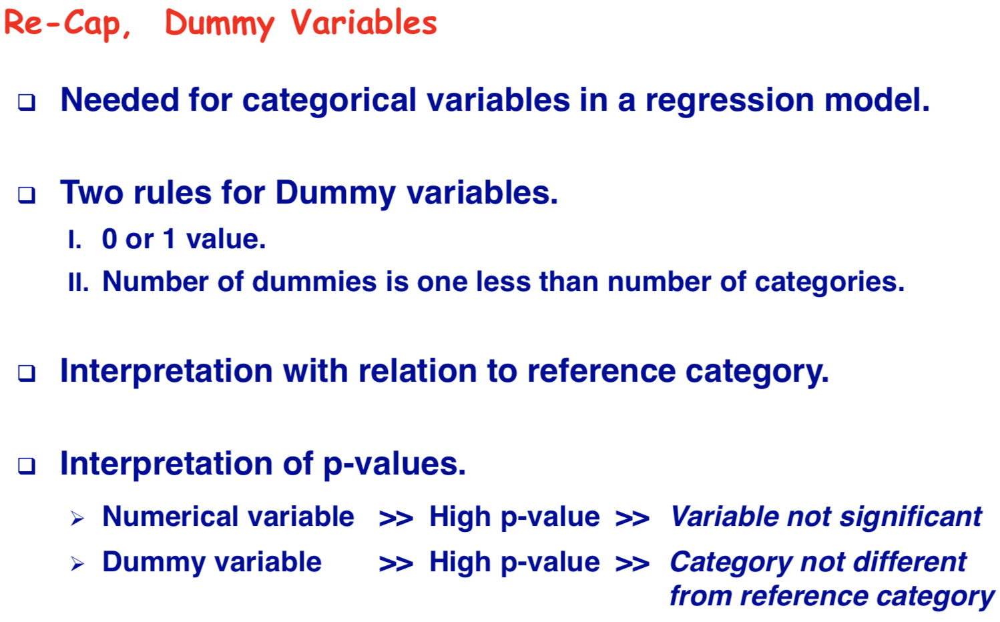 Re-Cap, Dummy Variables
❑ Needed for categorical variables in a regression model.
❑ Two rules for Dummy variables.
I. 0 or 1 value.
II. Number of dummies is one less than number of categories.
❑ Interpretation with relation to reference category.
❑ Interpretation of p-values.
➢ Numerical variable >> High p-value >> Variable not significant
➢ Dummy variable >> High p-value >> Category not different
from reference category